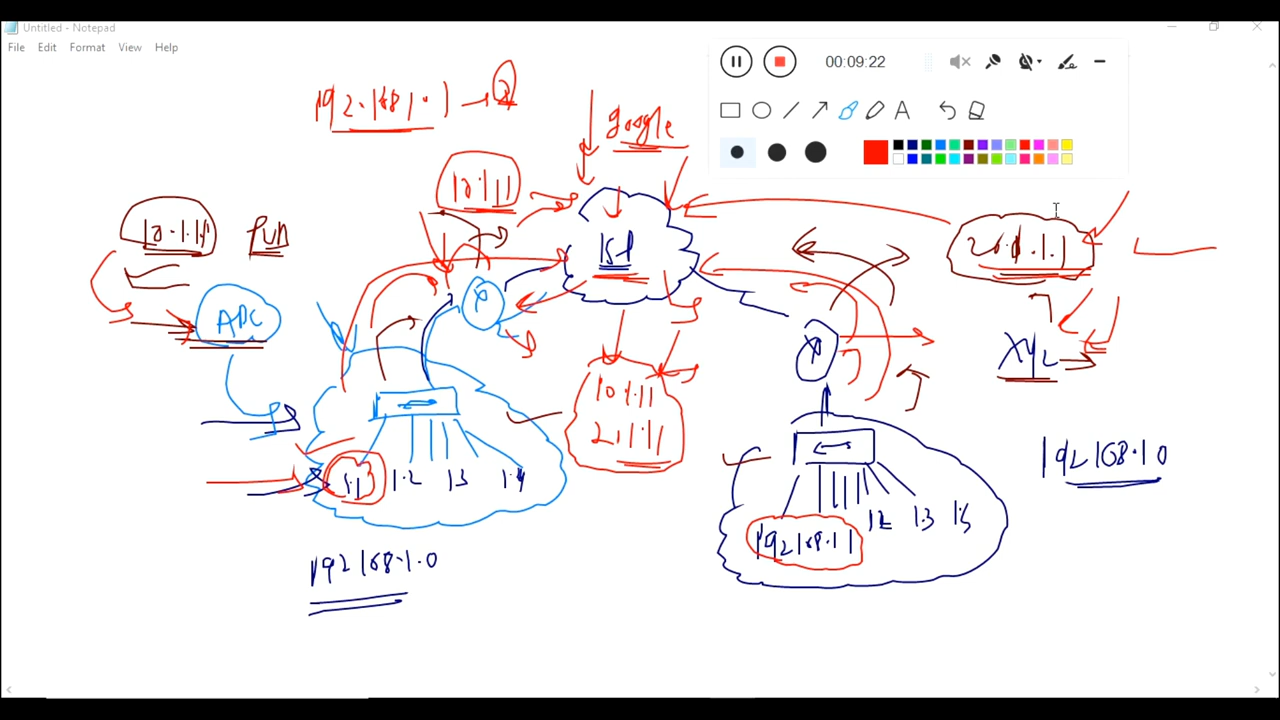 Untitled - Notepad
File Edit Format View Help
00:09:22
A
192.168.1.1
google
10.1.1.1
10.1.1.1
Pun
ISP
20.1.1.1
ABC
XYZ
10.1.1.1
20.1.1.1
1.1 1.2 1.3 1.4
192.168.1.0
192.168.1.1
1.2 1.3 1.5
192.168.1.0